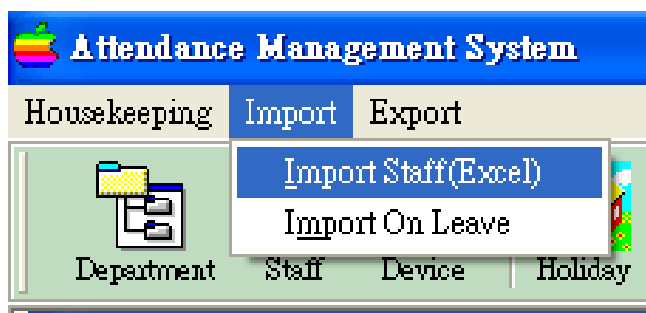 Attendance Management System
Housekeeping Import Export
Import Staff(Excel)
Import On Leave
Department Staff Device Holiday